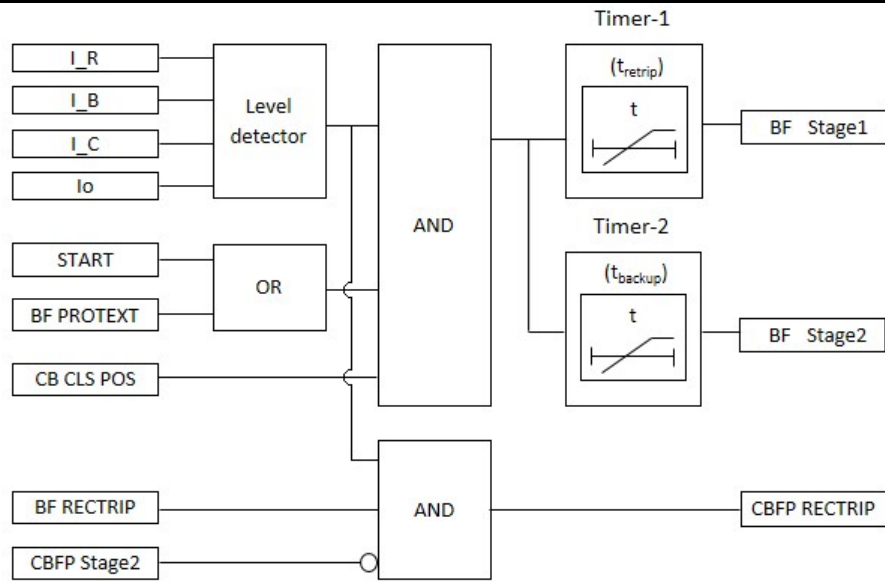 Timer-1
I_R
I_B
I_C
Io
Level
detector
(tretrip)
t
BF Stage1
AND
Timer-2
START
BF PROTEXT
OR
(tbackup)
t
BF Stage2
CB CLS POS
BF RECTRIP
CBFP Stage2
AND
CBFP RECTRIP